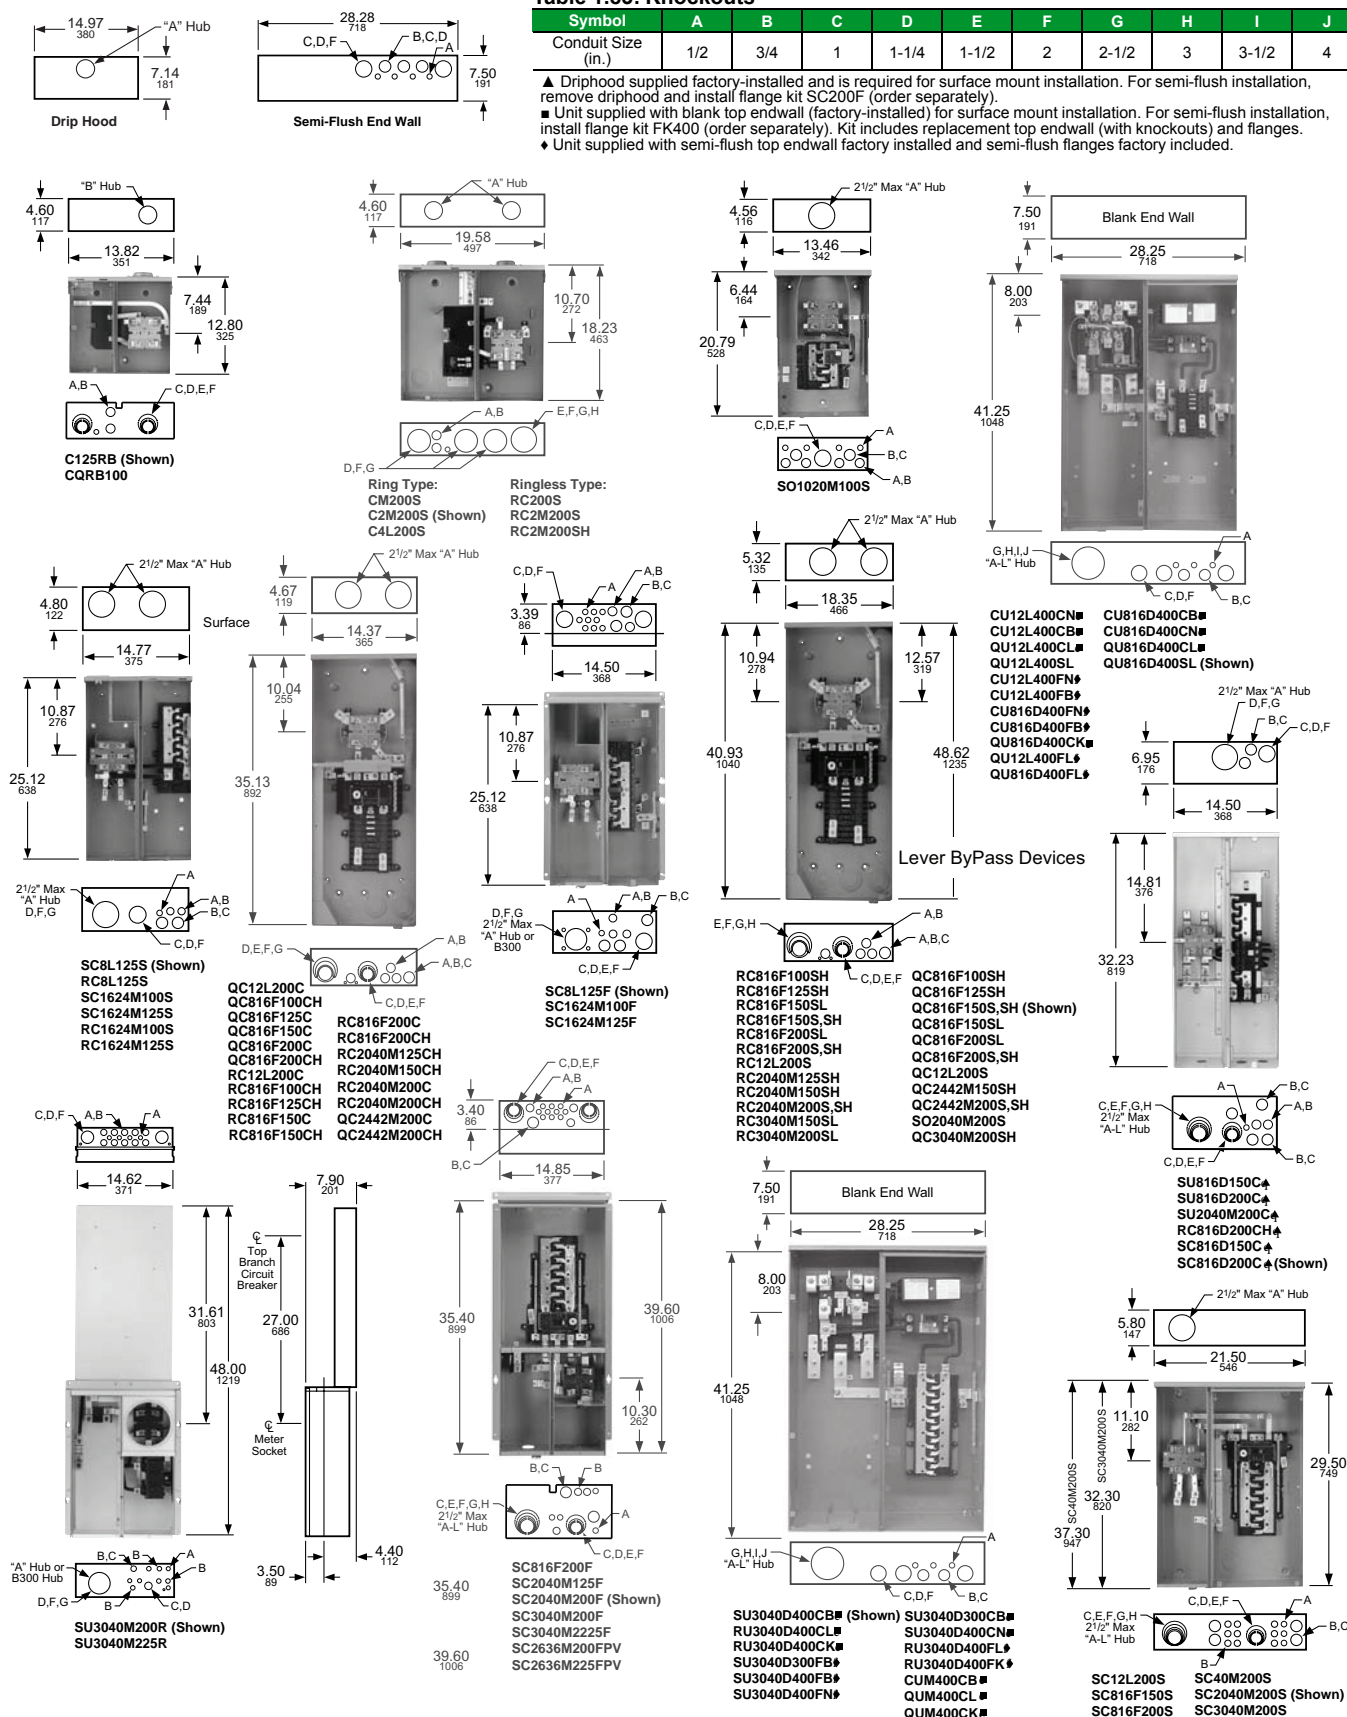 Table 1.65: Knockouts
Symbol A B C D E F G H I J
Conduit Size (in.) 1/2 3/4 1 1-1/4 1-1/2 2 2-1/2 3 3-1/2 4
▲ Driphood supplied factory-installed and is required for surface mount installation. For semi-flush installation,
remove driphood and install flange kit SC200F (order separately).
■ Unit supplied with blank top endwall (factory-installed) for surface mount installation. For semi-flush installation,
install flange kit FK400 (order separately). Kit includes replacement top endwall (with knockouts) and flanges.
♦ Unit supplied with semi-flush top endwall factory installed and semi-flush flanges factory included.
14.97
380
"A" Hub
7.14
181
Drip Hood
28.28
718
C,D,F
B,C,D
A
7.50
191
Semi-Flush End Wall
"B" Hub
4.60
117
13.82
351
7.44
189
12.80
325
A,B
C,D,E,F
C125RB (Shown)
CQRB100
"A" Hub
4.60
117
19.58
497
10.70
272
18.23
463
A,B
E,F,G,H
D,F,G
Ring Type:
CM200S
C2M200S (Shown)
C4L200S
Ringless Type:
RC200S
RC2M200S
RC2M200SH
21/2" Max "A" Hub
4.56
116
13.46
342
6.44
164
20.79
528
C,D,E,F
A
B,C
A,B
SO1020M100S
7.50
191
Blank End Wall
28.25
718
8.00
203
41.25
1048
G,H,I,J
"A-L" Hub
A
C,D,F
B,C
CU12L400CN■
CU12L400CB■
QU12L400CL■
QU12L400SL
CU12L400FN♦
CU12L400FB♦
CU816D400FN♦
CU816D400FB♦
QU816D400CK■
QU12L400FL♦
QU816D400FL♦
CU816D400CB■
CU816D400CN■
QU816D400CL■
QU816D400SL (Shown)
21/2" Max "A" Hub
4.80
122
Surface
14.77
375
10.87
276
25.12
638
21/2" Max
"A" Hub
D,F,G
A
A,B
B,C
C,D,F
SC8L125S (Shown)
RC8L125S
SC1624M100S
SC1624M125S
RC1624M100S
RC1624M125S
21/2" Max "A" Hub
4.67
119
14.37
365
10.04
255
35.13
892
D,E,F,G
A,B
A,B,C
C,D,E,F
QC12L200C
QC816F100CH
QC816F125C
QC816F150C
QC816F200C
QC816F200CH
RC12L200C
RC816F100CH
RC816F125CH
RC816F150C
RC816F150CH
RC816F200C
RC816F200CH
RC2040M125CH
RC2040M150CH
RC2040M200C
RC2040M200CH
QC2442M200C
QC2442M200CH
C,D,F
A
A,B
B,C
3.39
86
14.50
368
10.87
276
25.12
638
D,F,G
21/2" Max
"A" Hub or
B300
A
A,B
B,C
C,D,E,F
SC8L125F (Shown)
SC1624M100F
SC1624M125F
21/2" Max "A" Hub
5.32
135
18.35
466
10.94
278
12.57
319
40.93
1040
48.62
1235
Lever ByPass Devices
E,F,G,H
A,B
A,B,C
C,D,E,F
RC816F100SH
RC816F125SH
RC816F150SL
RC816F150S,SH
RC816F200SL
RC816F200S,SH
RC12L200S
RC2040M125SH
RC2040M150SH
RC2040M200S,SH
RC3040M150SL
RC3040M200SL
QC816F100SH
QC816F125SH
QC816F150S,SH (Shown)
QC816F150SL
QC816F200SL
QC816F200S,SH
QC12L200S
QC2442M150SH
QC2442M200S,SH
SO2040M200S
QC3040M200SH
21/2" Max "A" Hub
D,F,G
B,C
C,D,F
6.95
176
14.50
368
14.81
376
32.23
819
A
B,C
A,B
C,E,F,G,H
21/2" Max
"A-L" Hub
C,D,E,F
B,C
SU816D150C♠
SU816D200C♠
SU2040M200C♠
RC816D200CH♠
SC816D150C♠
SC816D200C♠ (Shown)
C,D,F
A,B
A
14.62
371
7.90
201
℄
Top
Branch
Circuit
Breaker
31.61
803
27.00
686
48.00
1219
℄
Meter
Socket
3.50
89
4.40
112
"A" Hub or
B300 Hub
B,C
B
A
B
D,F,G
B
C,D
SU3040M200R (Shown)
SU3040M225R
C,D,E,F
A,B
A
3.40
86
B,C
14.85
377
35.40
899
39.60
1006
10.30
262
B,C
B
C,E,F,G,H
21/2" Max
"A-L" Hub
A
C,D,E,F
35.40
899
SC816F200F
SC2040M125F
SC2040M200F (Shown)
SC3040M200F
SC3040M2225F
39.60
1006
SC2636M200FPV
SC2636M225FPV
7.50
191
Blank End Wall
28.25
718
8.00
203
41.25
1048
G,H,I,J
"A-L" Hub
A
C,D,F
B,C
SU3040D400CB■ (Shown)
RU3040D400CL■
RU3040D400CK■
SU3040D300FB♦
SU3040D400FB♦
SU3040D400FN♦
SU3040D300CB■
SU3040D400CN■
RU3040D400FL♦
RU3040D400FK♦
CUM400CB■
QUM400CL■
QUM400CK■
21/2" Max "A" Hub
5.80
147
21.50
546
SC40M200S
SC3040M200S
11.10
282
32.30
820
37.30
947
29.50
749
C,E,F,G,H
21/2" Max
"A-L" Hub
C,D,E,F
A
B,C
B
SC12L200S
SC816F150S
SC816F200S
SC40M200S
SC2040M200S (Shown)
SC3040M200S